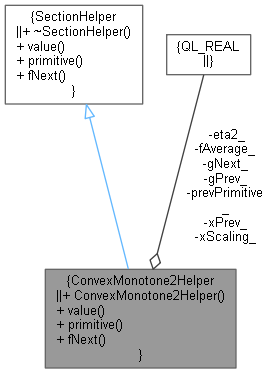 {SectionHelper
||+ ~SectionHelper()
+ value()
+ primitive()
+ fNext()
}
{QL_REAL
||}
-eta2_
-fAverage_
-gNext_
-gPrev_
-prevPrimitive
_
-xPrev_
-xScaling_
{ConvexMonotone2Helper
||+ ConvexMonotone2Helper()
+ value()
+ primitive()
+ fNext()
}